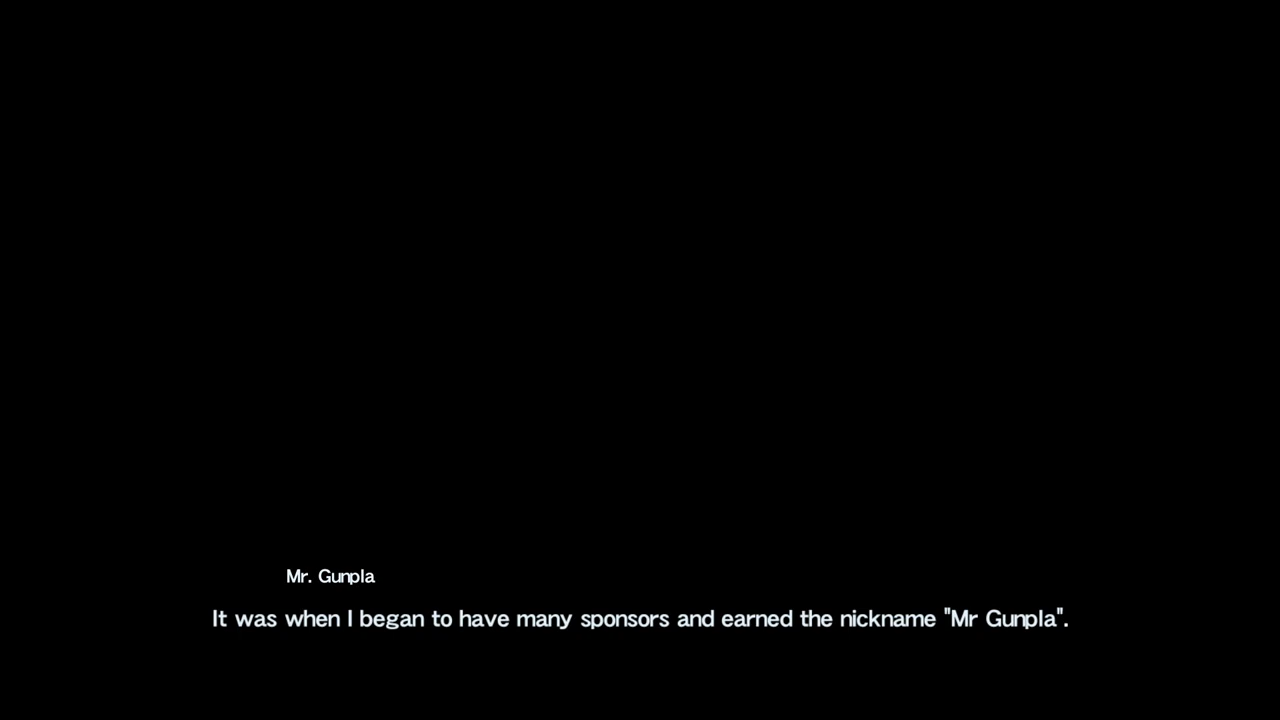 Mr. Gunpla
It was when I began to have many sponsors and earned the nickname "Mr Gunpla".